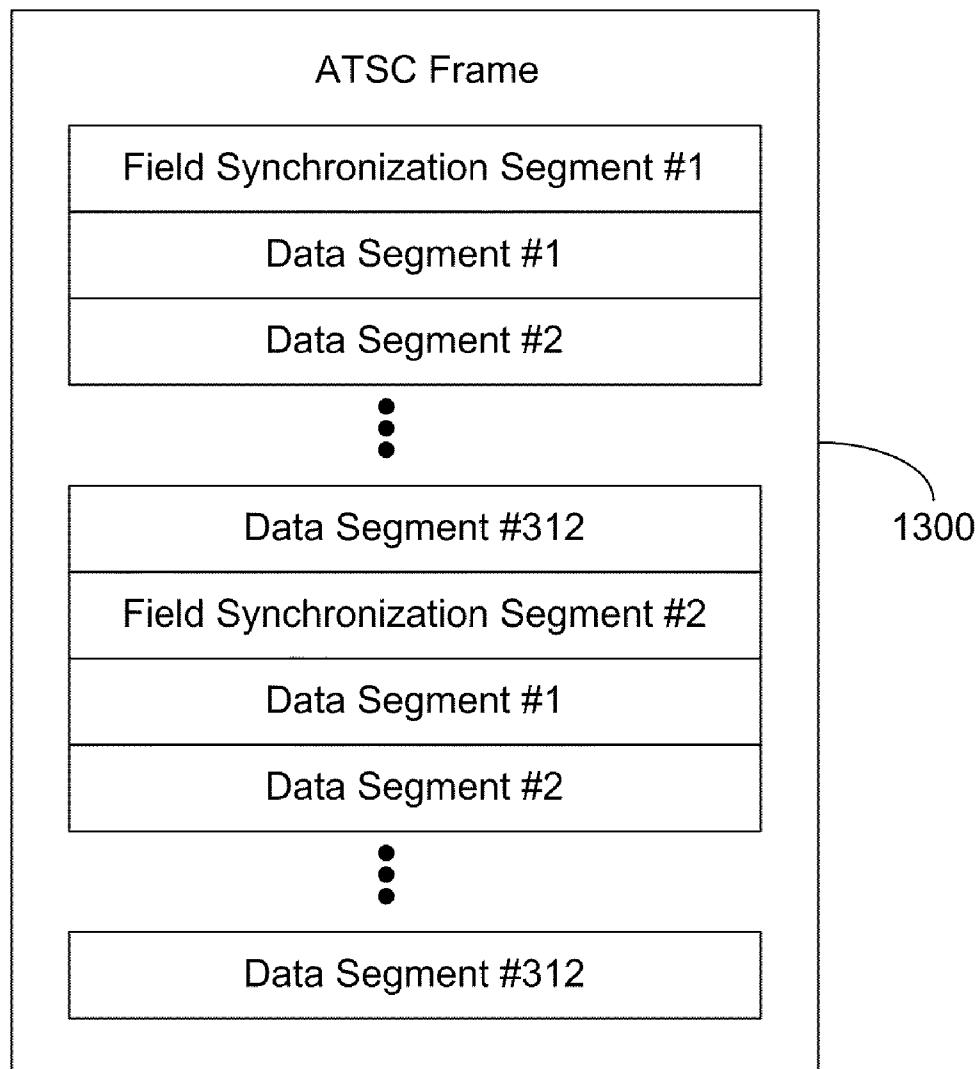 ATSC Frame
Field Synchronization Segment #1
Data Segment #1
Data Segment #2
Data Segment #312
Field Synchronization Segment #2
Data Segment #1
Data Segment #2
Data Segment #312
1300